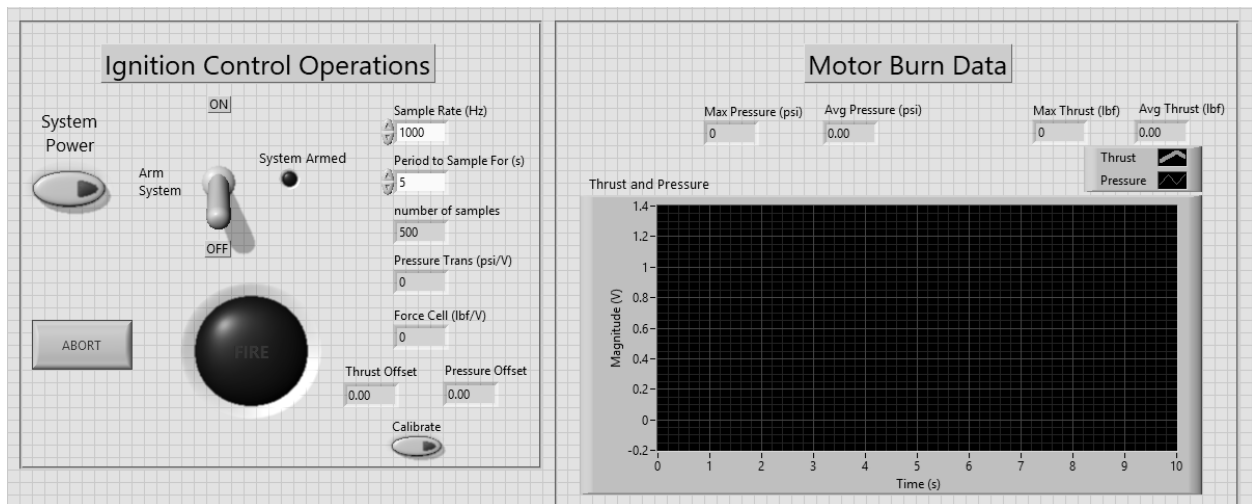 Ignition Control Operations
System
Power
ON
Arm
System
System Armed
OFF
ABORT
FIRE
Sample Rate (Hz)
1000
Period to Sample For (s)
5
number of samples
500
Pressure Trans (psi/V)
0
Force Cell (lbf/V)
0
Thrust Offset Pressure Offset
0.00 0.00
Calibrate
Motor Burn Data
Max Pressure (psi) Avg Pressure (psi) Max Thrust (lbf) Avg Thrust (lbf)
0 0.00 0 0.00
Thrust
Pressure
Thrust and Pressure
Magnitude (V)
1.4
1.2
1
0.8
0.6
0.4
0.2
0
-0.2
0 1 2 3 4 5 6 7 8 9 10
Time (s)